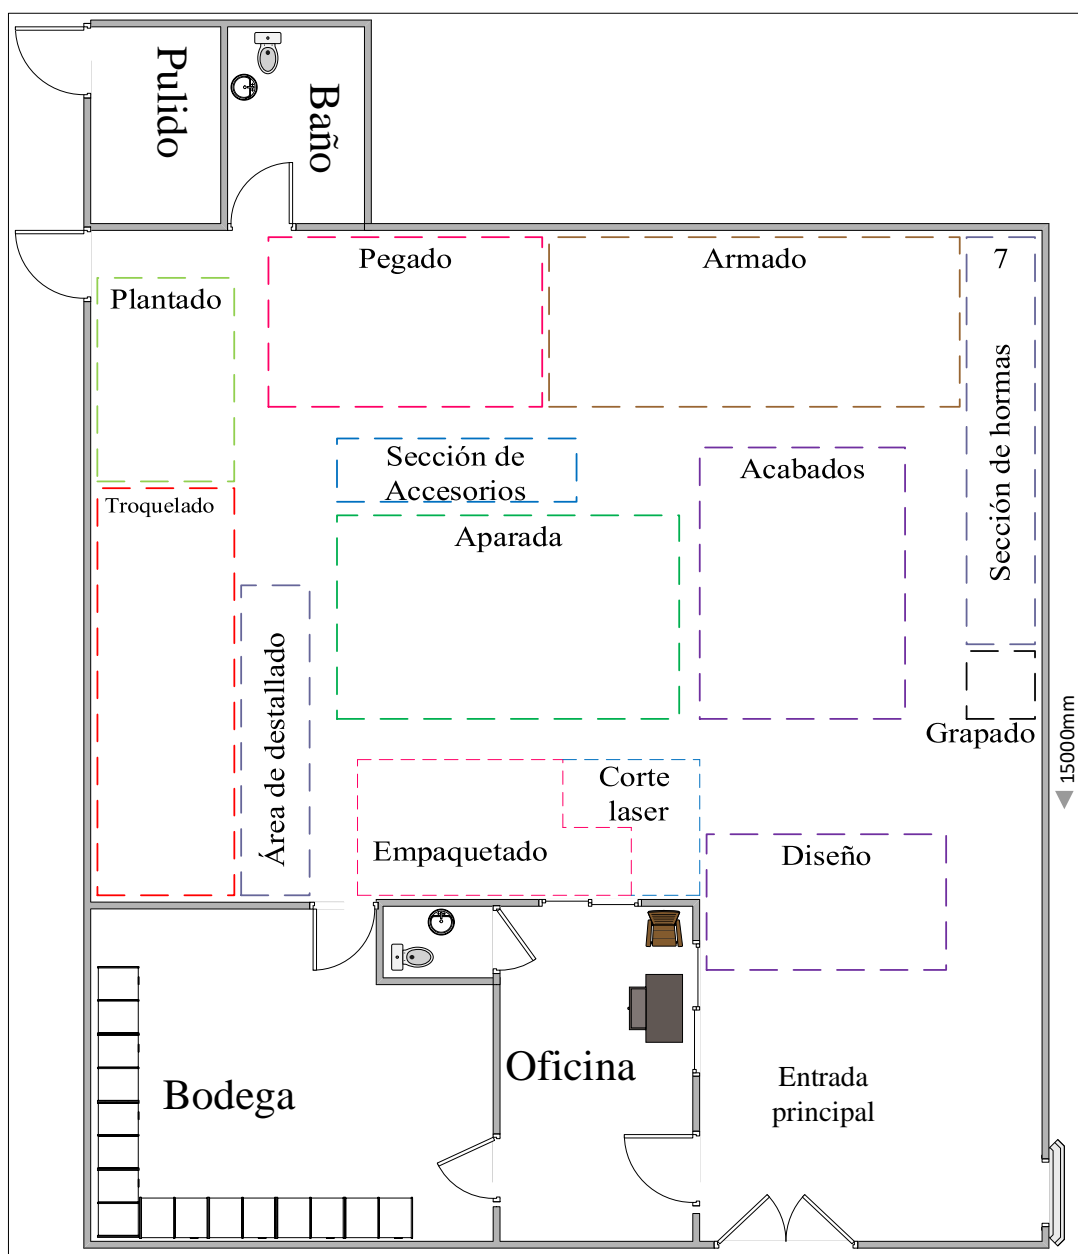 Pulido
Baño
Pegado
Armado
7
Plantado
Sección de hormas
Sección de
Accesorios
Acabados
Troquelado
Aparada
Área de destallado
Grapado
15000mm
Corte
laser
Empaquetado
Diseño
Oficina
Bodega
Entrada
principal